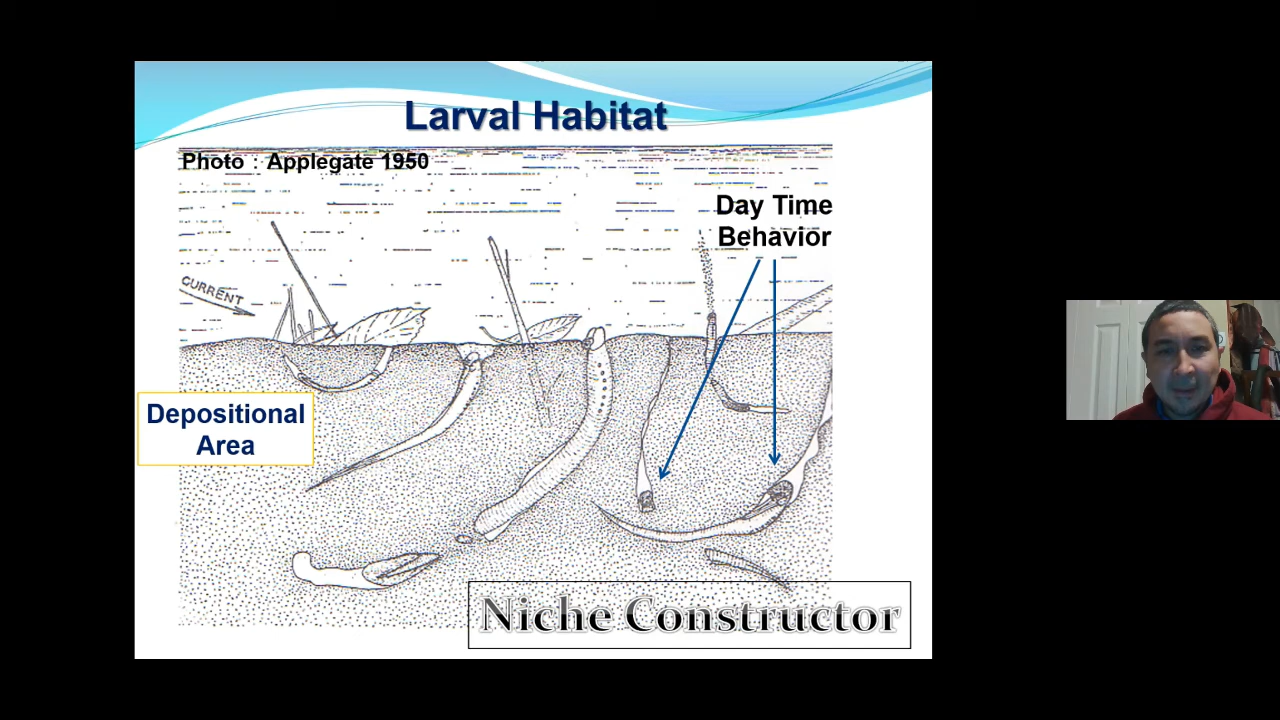 Larval Habitat
Photo : Applegate 1950
Day Time
Behavior
CURRENT
Depositional
Area
Niche Constructor